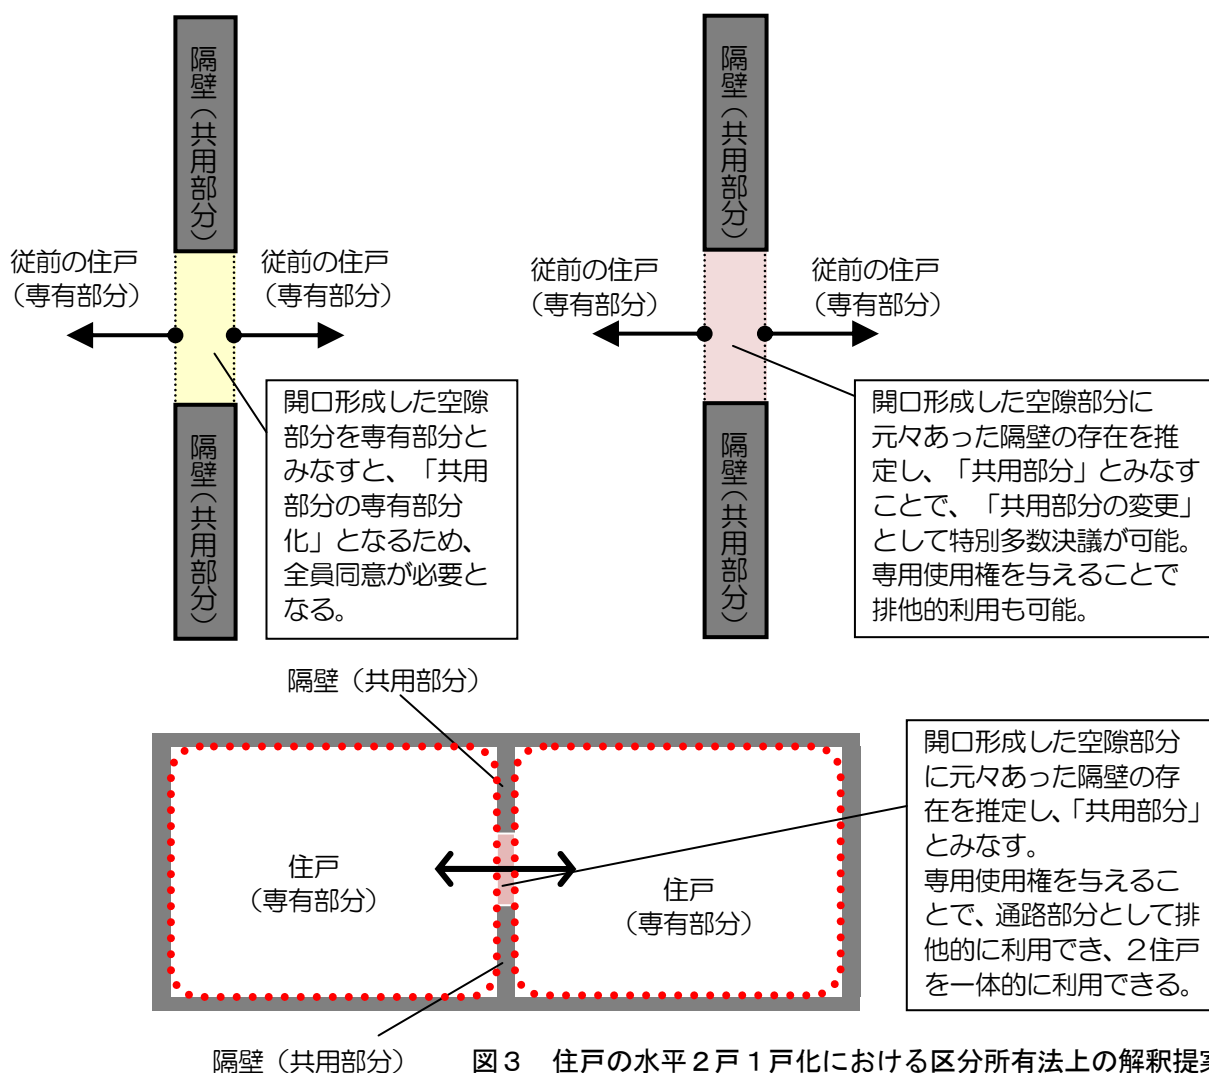 隔壁（共用部分）
従前の住戸
（専有部分）
従前の住戸
（専有部分）
隔壁（共用部分）
開口形成した空隙
部分を専有部分と
みなすと、「共用
部分の専有部分
化」となるため、
全員同意が必要と
なる。
隔壁（共用部分）
従前の住戸
（専有部分）
従前の住戸
（専有部分）
隔壁（共用部分）
開口形成した空隙部分に
元々あった隔壁の存在を推
定し、「共用部分」とみなす
ことで、「共用部分の変更」
として特別多数決議が可能。
専用使用権を与えることで
排他的利用も可能。
隔壁（共用部分）
住戸
（専有部分）
住戸
（専有部分）
開口形成した空隙部分
に元々あった隔壁の存
在を推定し、「共用部分」
とみなす。
専用使用権を与えるこ
とで、通路部分として排
他的に利用でき、２住戸
を一体的に利用できる。
隔壁（共用部分）
図３　住戸の水平２戸１戸化における区分所有法上の解釈提案